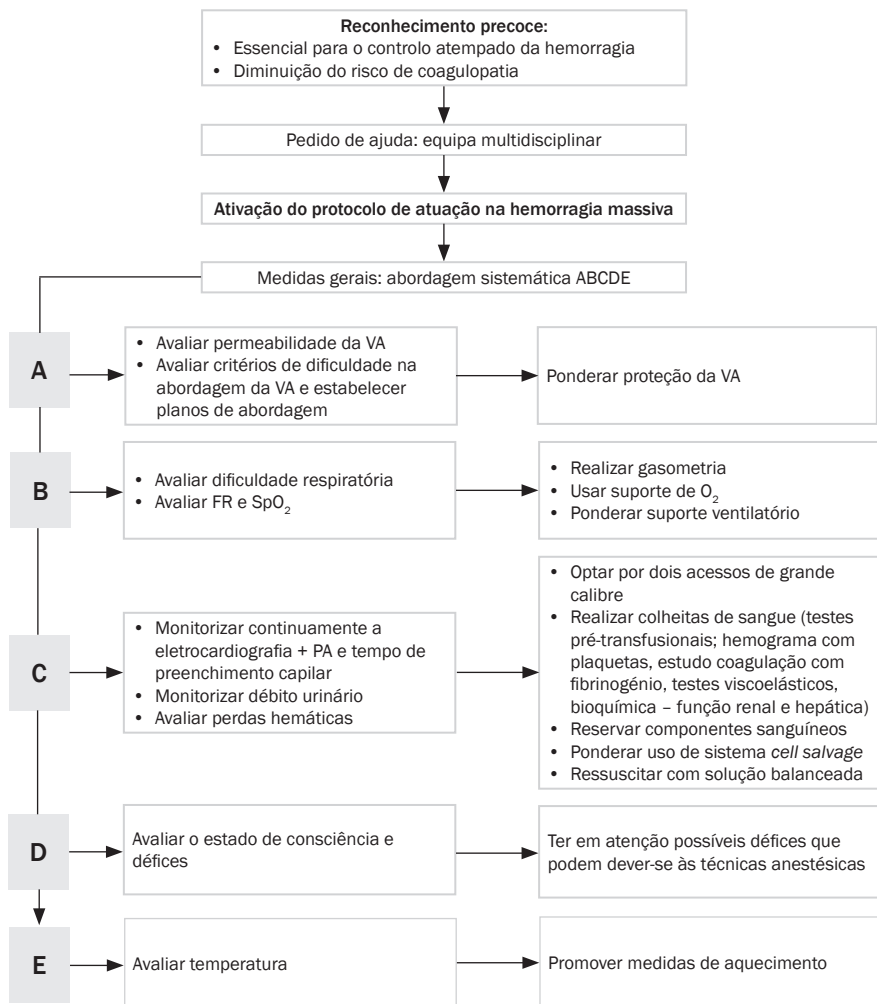 Reconhecimento precoce:
• Essencial para o controlo atempado da hemorragia
• Diminuição do risco de coagulopatia
Pedido de ajuda: equipa multidisciplinar
Ativação do protocolo de atuação na hemorragia massiva
Medidas gerais: abordagem sistemática ABCDE
A
• Avaliar permeabilidade da VA
• Avaliar critérios de dificuldade na
abordagem da VA e estabelecer
planos de abordagem
Ponderar proteção da VA
B
• Avaliar dificuldade respiratória
• Avaliar FR e SpO₂
• Realizar gasometria
• Usar suporte de O₂
• Ponderar suporte ventilatório
C
• Monitorizar continuamente a
eletrocardiografia + PA e tempo de
preenchimento capilar
• Monitorizar débito urinário
• Avaliar perdas hemáticas
• Optar por dois acessos de grande
calibre
• Realizar colheitas de sangue (testes
pré-transfusionais; hemograma com
plaquetas, estudo coagulação com
fibrinogénio, testes viscoelásticos,
bioquímica – função renal e hepática)
• Reservar componentes sanguíneos
• Ponderar uso de sistema cell salvage
• Ressuscitar com solução balanceada
D
Avaliar o estado de consciência e
défices
Ter em atenção possíveis défices que
podem dever-se às técnicas anestésicas
E
Avaliar temperatura
Promover medidas de aquecimento